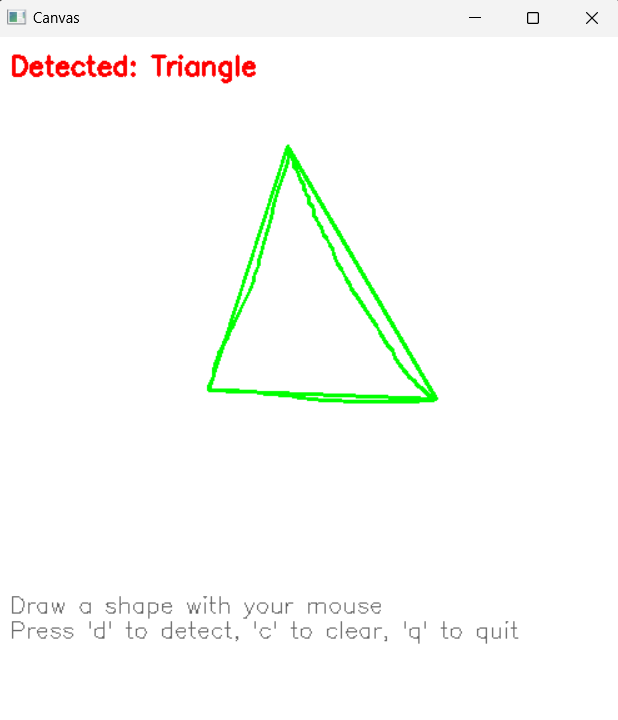 Canvas
Detected: Triangle
Draw a shape with your mouse
Press 'd' to detect, 'c' to clear, 'q' to quit